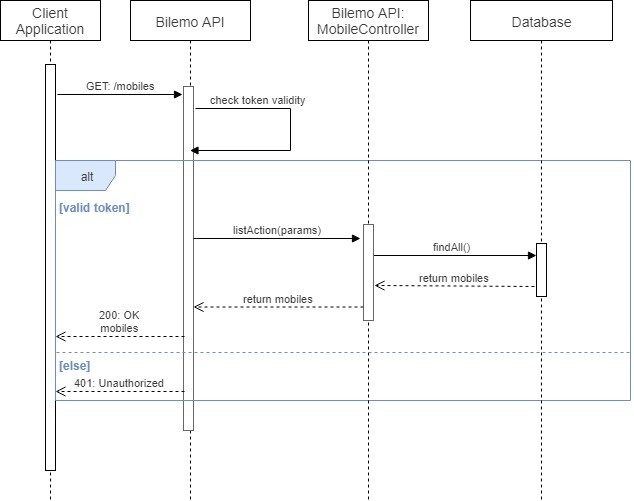 Client
Application
Bilemo API
Bilemo API:
MobileController
Database
GET: /mobiles
check token validity
alt
[valid token]
listAction(params)
findAll()
return mobiles
return mobiles
200: OK
mobiles
[else]
401: Unauthorized